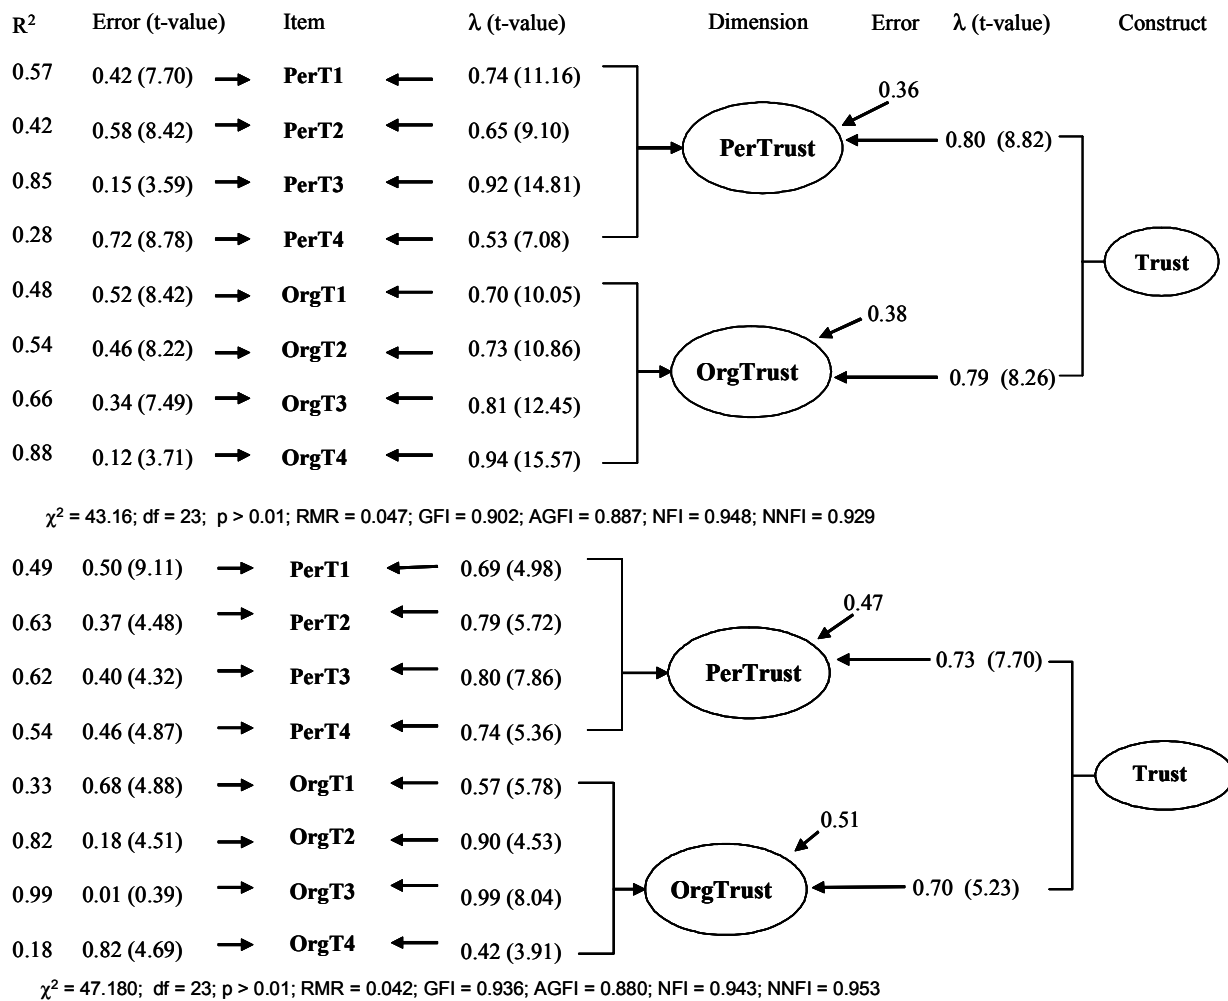 R² Error (t-value) Item λ (t-value) Dimension Error λ (t-value) Construct
0.57 0.42 (7.70) PerT1 0.74 (11.16)
0.36
0.42 0.58 (8.42) PerT2 0.65 (9.10)
PerTrust 0.80 (8.82)
0.85 0.15 (3.59) PerT3 0.92 (14.81)
0.28 0.72 (8.78) PerT4 0.53 (7.08)
Trust
0.48 0.52 (8.42) OrgT1 0.70 (10.05)
0.38
0.54 0.46 (8.22) OrgT2 0.73 (10.86)
OrgTrust 0.79 (8.26)
0.66 0.34 (7.49) OrgT3 0.81 (12.45)
0.88 0.12 (3.71) OrgT4 0.94 (15.57)
χ² = 43.16; df = 23; p > 0.01; RMR = 0.047; GFI = 0.902; AGFI = 0.887; NFI = 0.948; NNFI = 0.929
0.49 0.50 (9.11) PerT1 0.69 (4.98)
0.47
0.63 0.37 (4.48) PerT2 0.79 (5.72)
PerTrust 0.73 (7.70)
0.62 0.40 (4.32) PerT3 0.80 (7.86)
0.54 0.46 (4.87) PerT4 0.74 (5.36)
Trust
0.33 0.68 (4.88) OrgT1 0.57 (5.78)
0.51
0.82 0.18 (4.51) OrgT2 0.90 (4.53)
OrgTrust 0.70 (5.23)
0.99 0.01 (0.39) OrgT3 0.99 (8.04)
0.18 0.82 (4.69) OrgT4 0.42 (3.91)
χ² = 47.180; df = 23; p > 0.01; RMR = 0.042; GFI = 0.936; AGFI = 0.880; NFI = 0.943; NNFI = 0.953